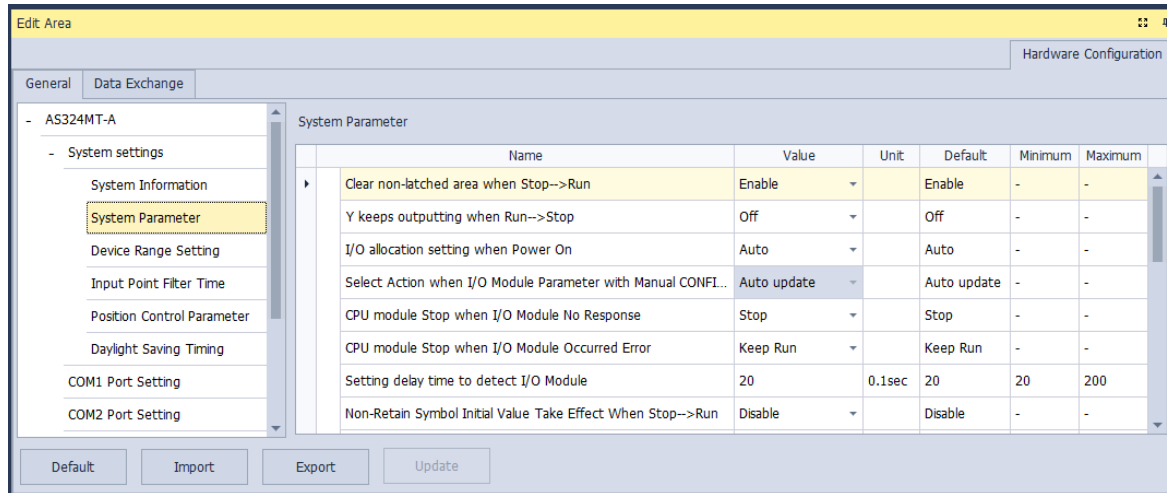 Edit Area
Hardware Configuration
General Data Exchange
- AS324MT-A
- System settings
System Information
System Parameter
Device Range Setting
Input Point Filter Time
Position Control Parameter
Daylight Saving Timing
COM1 Port Setting
COM2 Port Setting
System Parameter
Name Value Unit Default Minimum Maximum
Clear non-latched area when Stop-->Run Enable Enable - -
Y keeps outputting when Run-->Stop Off Off - -
I/O allocation setting when Power On Auto Auto - -
Select Action when I/O Module Parameter with Manual CONFI... Auto update Auto update - -
CPU module Stop when I/O Module No Response Stop Stop - -
CPU module Stop when I/O Module Occurred Error Keep Run Keep Run - -
Setting delay time to detect I/O Module 20 0.1sec 20 20 200
Non-Retain Symbol Initial Value Take Effect When Stop-->Run Disable Disable - -
Default Import Export Update